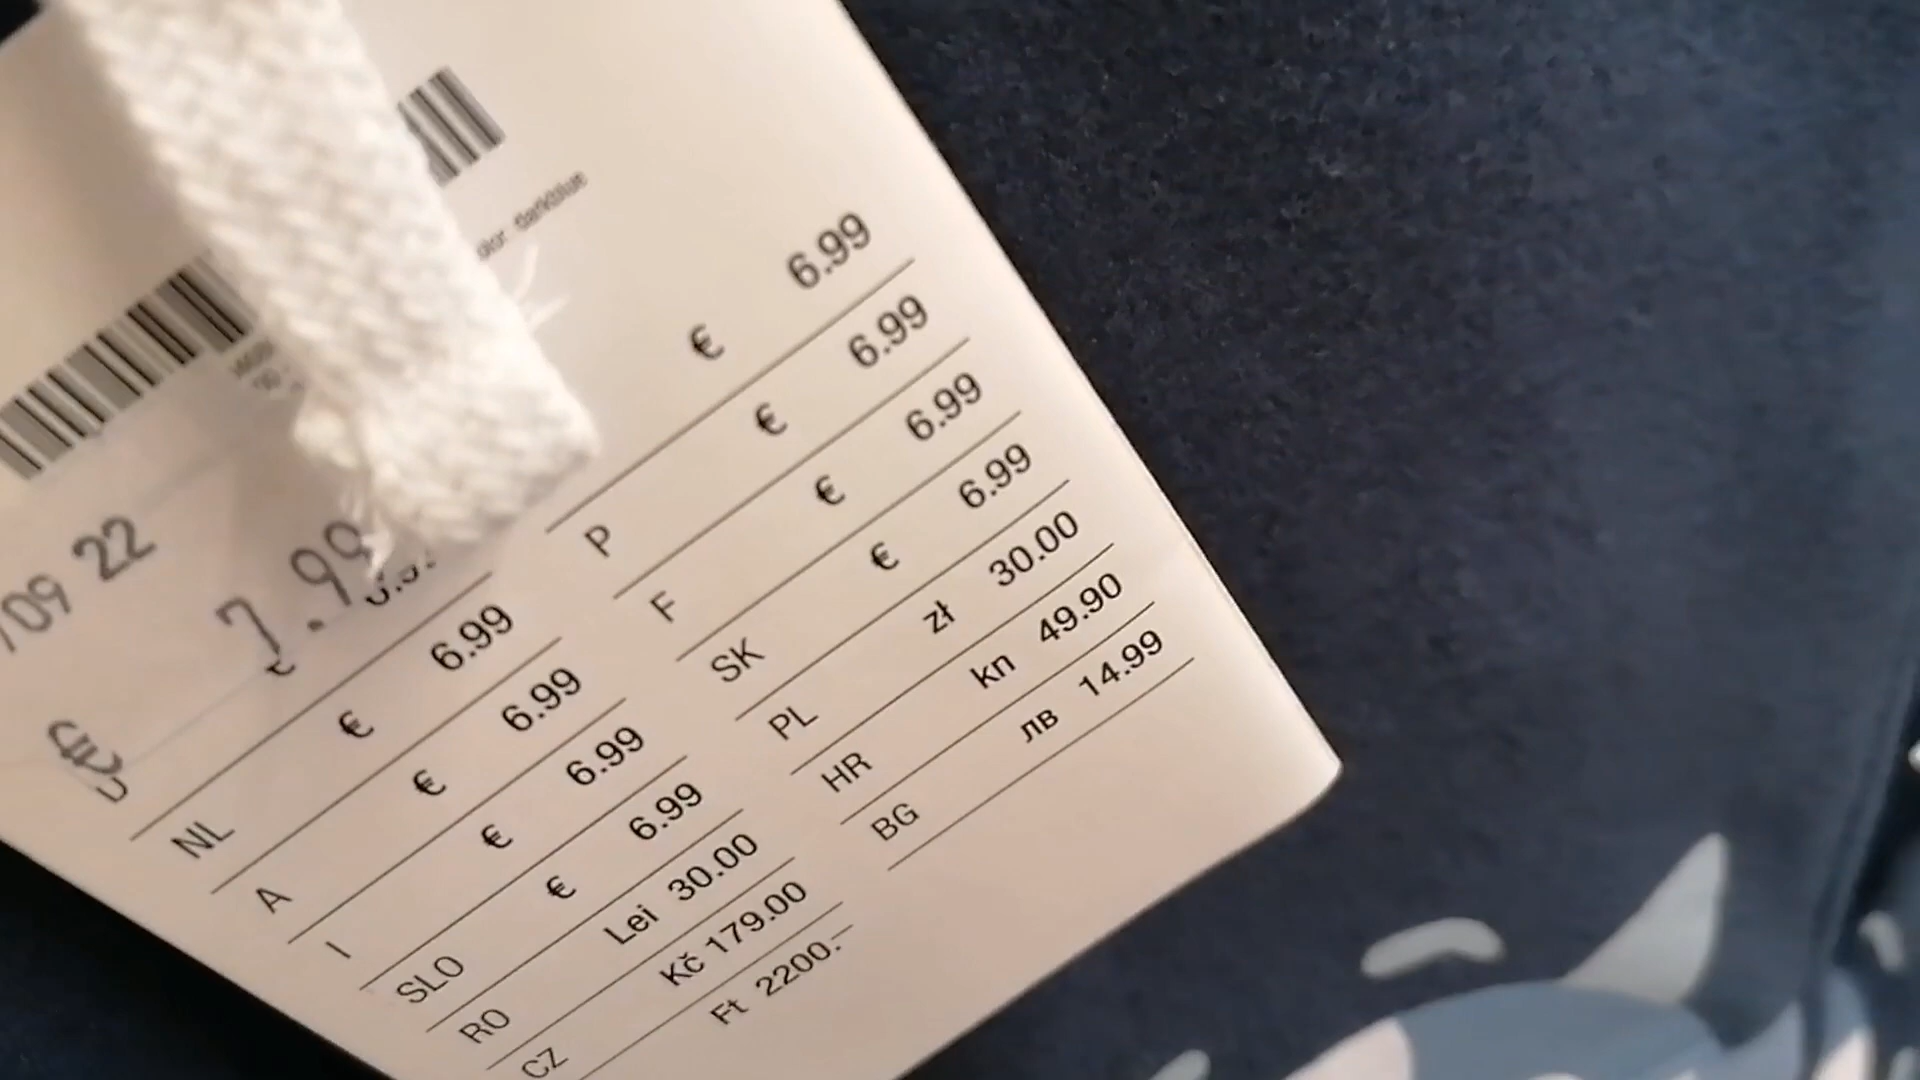 color: darkblue
/09 22
€ 7.99
D €
NL € 6.99
A € 6.99
I € 6.99
SLO € 6.99
RO Lei 30.00
CZ Kč 179.00
Ft 2200.-
€ 6.99
P € 6.99
F € 6.99
SK € 6.99
PL zł 30.00
HR kn 49.90
BG лв 14.99